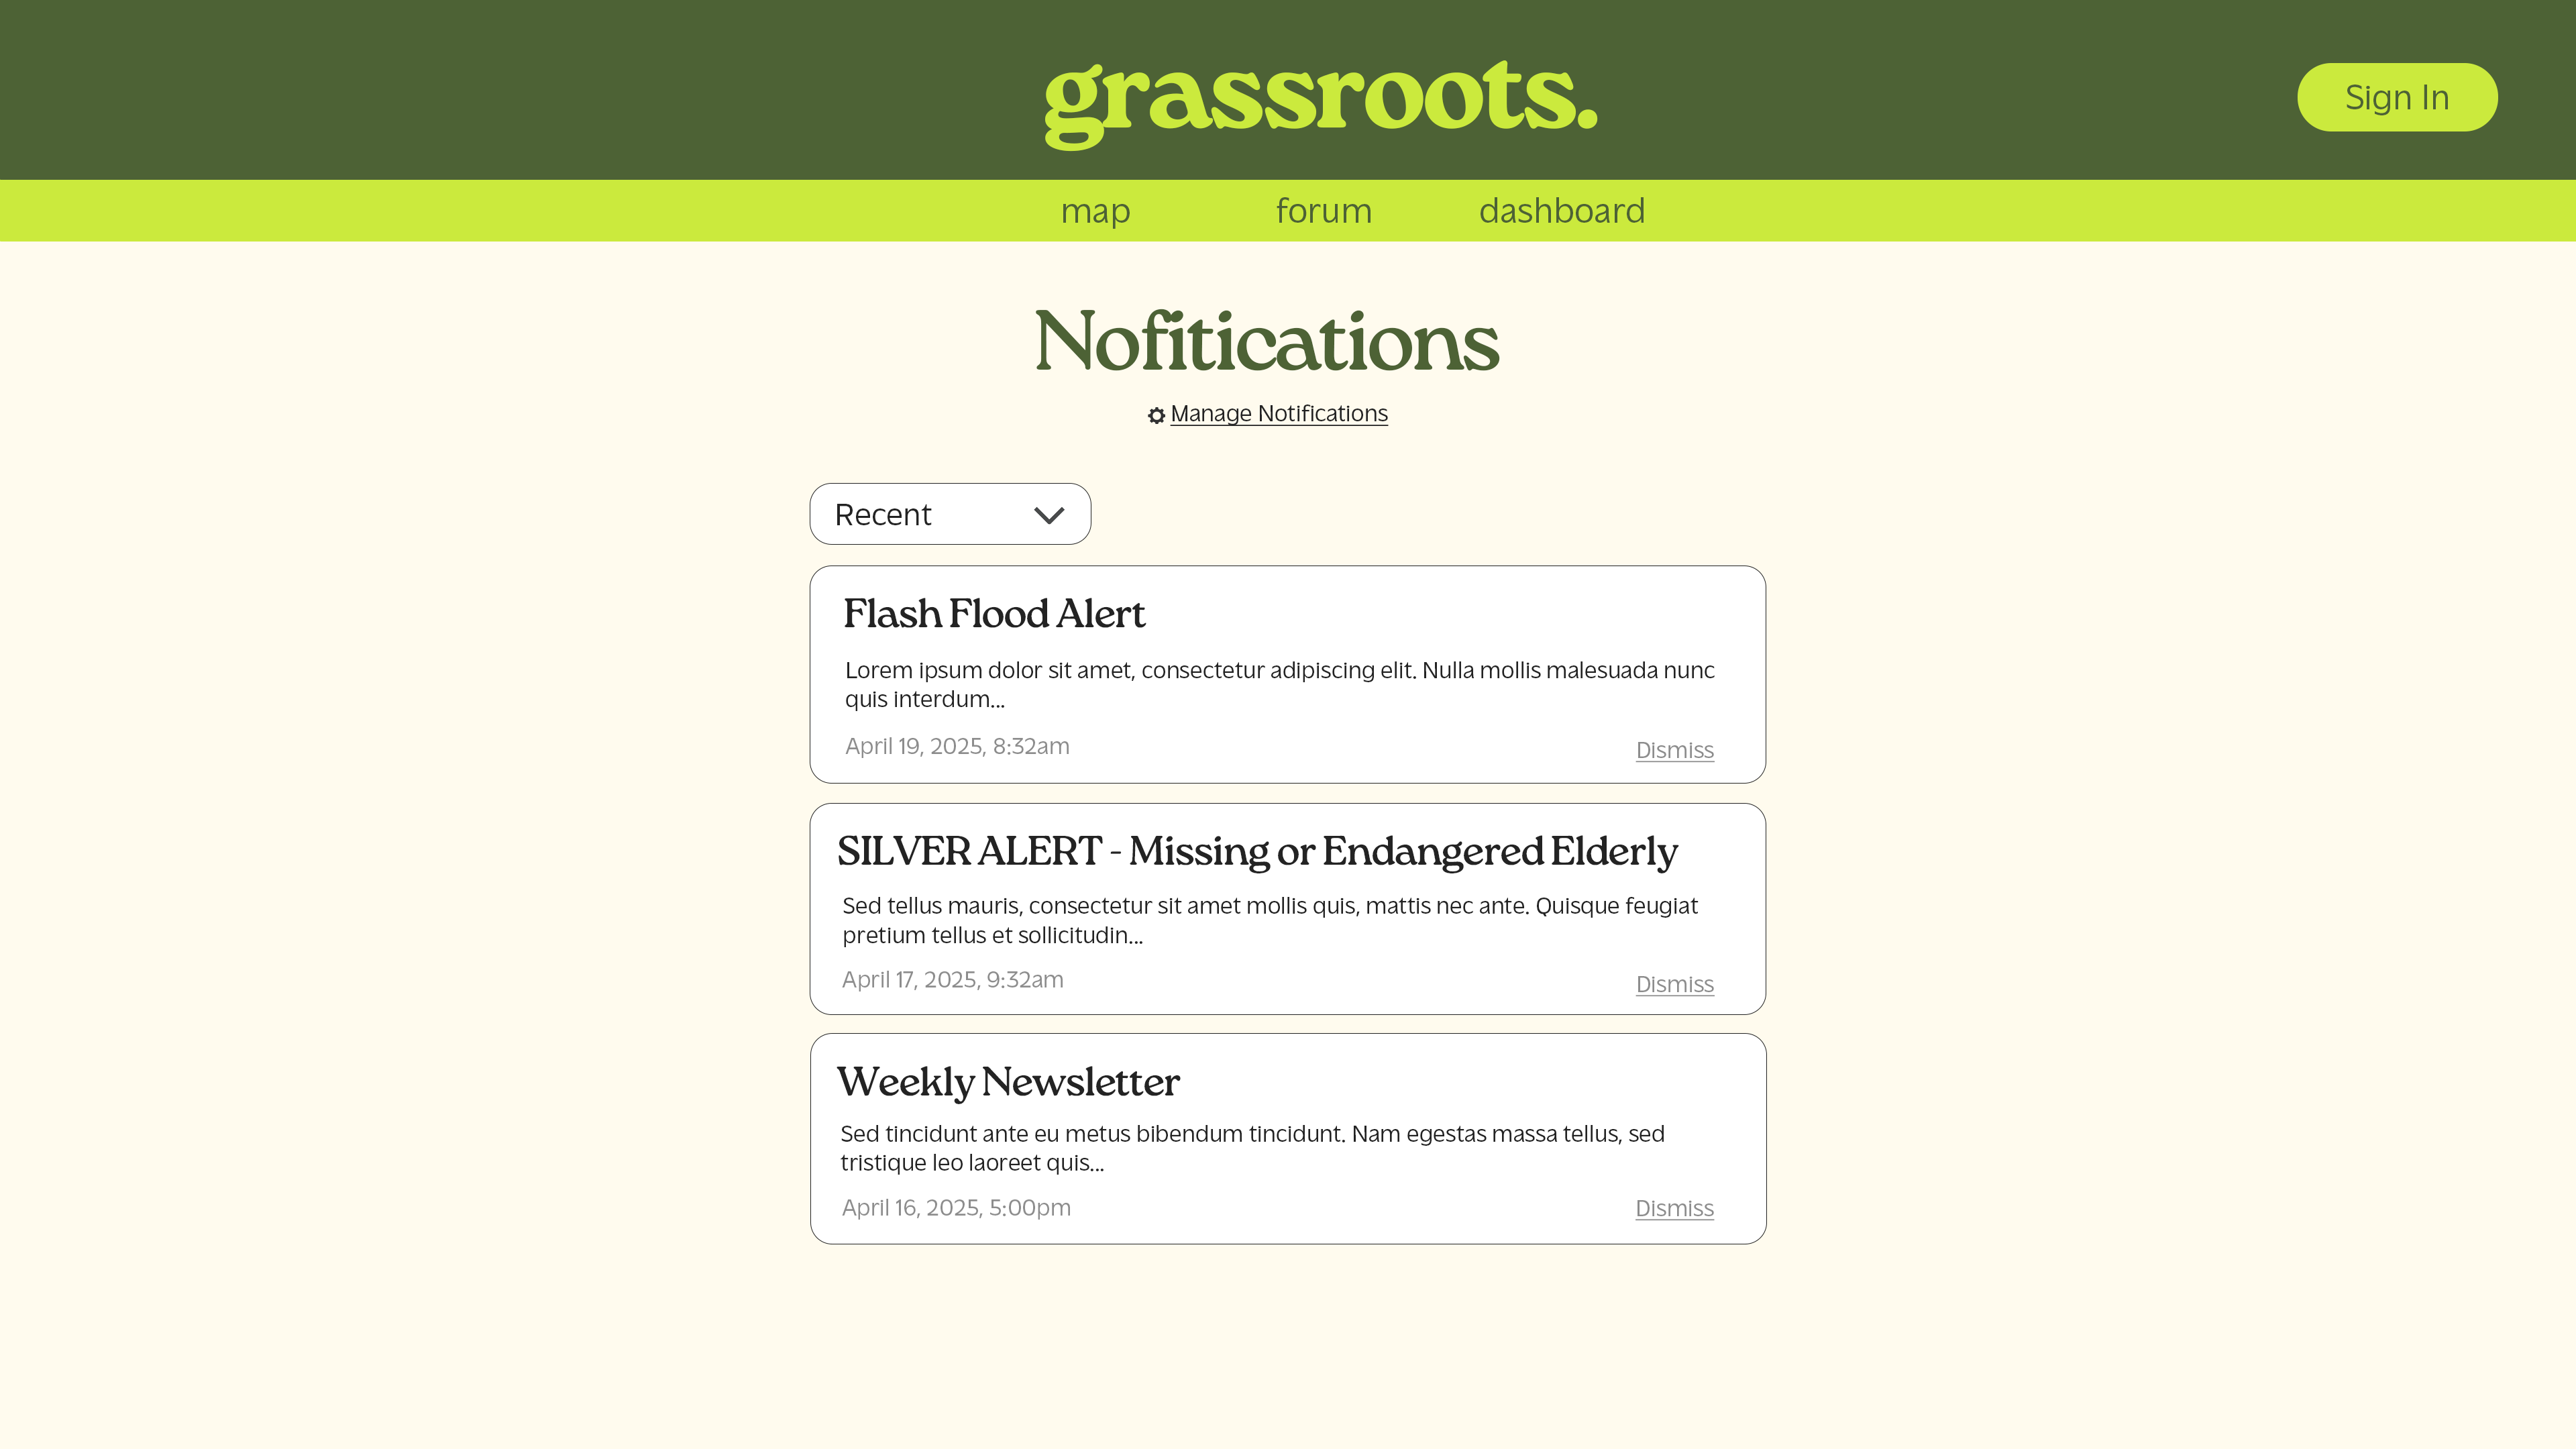 grassroots.
Sign In
map forum dashboard
Nofitications
Manage Notifications
Recent
Flash Flood Alert
Lorem ipsum dolor sit amet, consectetur adipiscing elit. Nulla mollis malesuada nunc
quis interdum...
April 19, 2025, 8:32am
Dismiss
SILVER ALERT - Missing or Endangered Elderly
Sed tellus mauris, consectetur sit amet mollis quis, mattis nec ante. Quisque feugiat
pretium tellus et sollicitudin...
April 17, 2025, 9:32am
Dismiss
Weekly Newsletter
Sed tincidunt ante eu metus bibendum tincidunt. Nam egestas massa tellus, sed
tristique leo laoreet quis...
April 16, 2025, 5:00pm
Dismiss